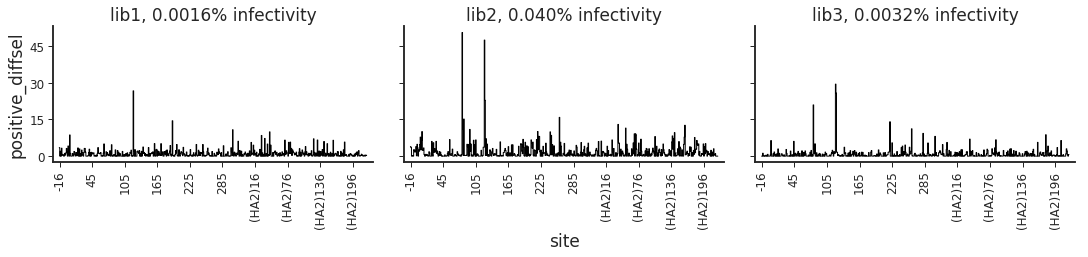 lib1, 0.0016% infectivity
lib2, 0.040% infectivity
lib3, 0.0032% infectivity
positive_diffsel
45
30
15
0
-16
45
105
165
225
285
(HA2)16
(HA2)76
(HA2)136
(HA2)196
-16
45
105
165
225
285
(HA2)16
(HA2)76
(HA2)136
(HA2)196
-16
45
105
165
225
285
(HA2)16
(HA2)76
(HA2)136
(HA2)196
site